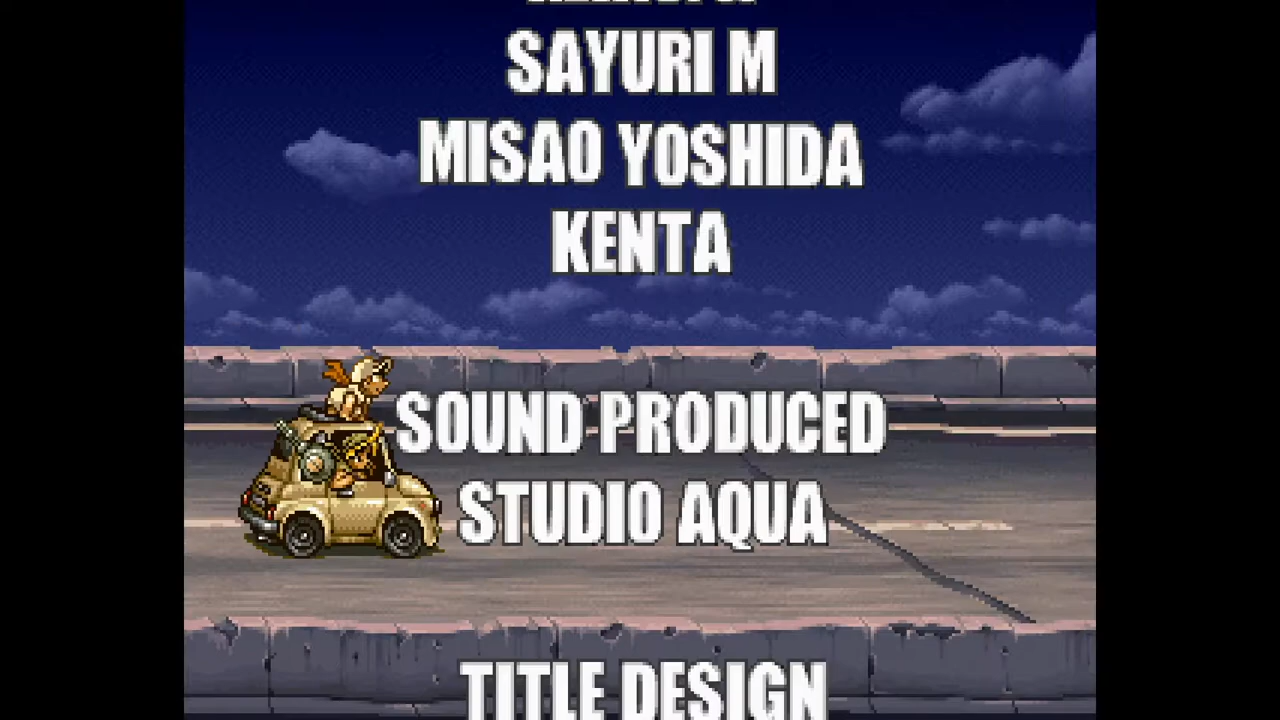 SAYURI M
MISAO YOSHIDA
KENTA
SOUND PRODUCED
STUDIO AQUA
TITLE DESIGN